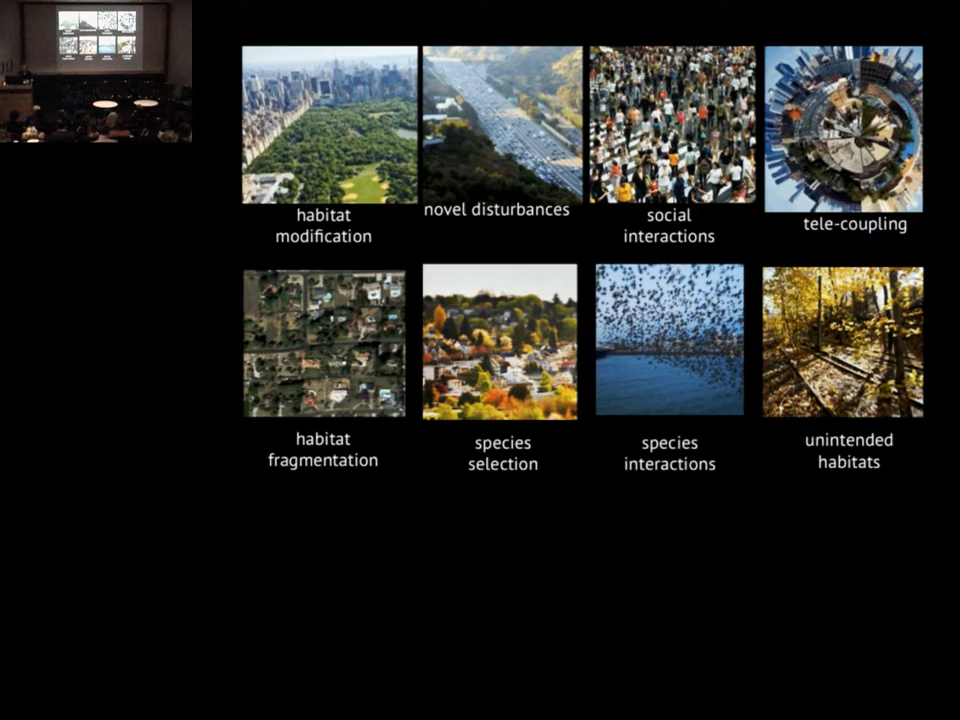 habitat
modification
novel disturbances
social
interactions
tele-coupling
habitat
fragmentation
species
selection
species
interactions
unintended
habitats